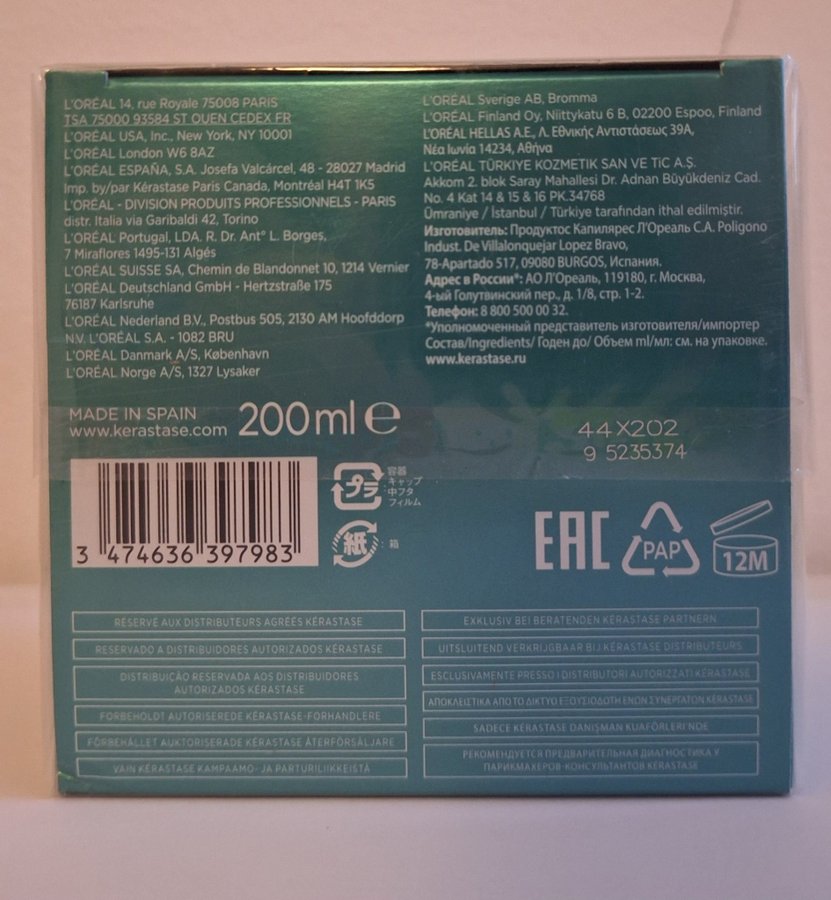 L'ORÉAL 14, rue Royale 75008 PARIS
TSA 75000 93584 ST OUEN CEDEX FR
L'ORÉAL USA, Inc., New York, NY 10001
L'ORÉAL London W6 8AZ
L'ORÉAL ESPAÑA, S.A. Josefa Valcárcel, 48 - 28027 Madrid
Imp. by/par Kérastase Paris Canada, Montréal H4T 1K5
L'ORÉAL - DIVISION PRODUITS PROFESSIONNELS - PARIS
distr. Italia via Garibaldi 42, Torino
L'ORÉAL Portugal, LDA. R. Dr. Antº L. Borges,
7 Miraflores 1495-131 Algés
L'ORÉAL SUISSE SA, Chemin de Blandonnet 10, 1214 Vernier
L'ORÉAL Deutschland GmbH - Hertzstraße 175
76187 Karlsruhe
L'ORÉAL Nederland B.V., Postbus 505, 2130 AM Hoofddorp
N.V. L'ORÉAL S.A. - 1082 BRU
L'ORÉAL Danmark A/S, København
L'ORÉAL Norge A/S, 1327 Lysaker
L'ORÉAL Sverige AB, Bromma
L'ORÉAL Finland Oy, Niittykatu 6 B, 02200 Espoo, Finland
L'ORÉAL HELLAS A.E., Λ. Εθνικής Αντιστάσεως 39A,
Νέα Ιωνία 14234, Αθήνα
L'ORÉAL TÜRKIYE KOZMETIK SAN VE TiC A.Ş.
Akkom 2. blok Saray Mahallesi Dr. Adnan Büyükdeniz Cad.
No. 4 Kat 14 & 15 & 16 PK.34768
Ümraniye / İstanbul / Türkiye tarafından ithal edilmiştir.
Изготовитель: Продуктос Капилярес Л'Ореаль С.А. Poligono
Indust. De Villalonquejar Lopez Bravo,
78-Apartado 517, 09080 BURGOS, Испания.
Адрес в России*: АО Л'Ореаль, 119180, г. Москва,
4-ый Голутвинский пер., д. 1/8, стр. 1-2.
Телефон: 8 800 500 00 32.
*Уполномоченный представитель изготовителя/импортер
Состав/Ingredients/ Годен до/ Объем ml/мл: см. на упаковке.
www.kerastase.ru
MADE IN SPAIN
www.kerastase.com
200ml e
44X202
9 5235374
3 474636 397983
プラ
容器
キャップ
中フタ
フィルム
紙 : 箱
EAC
PAP
12M
RÉSERVÉ AUX DISTRIBUTEURS AGRÉÉS KÉRASTASE
RESERVADO A DISTRIBUIDORES AUTORIZADOS KÉRASTASE
DISTRIBUIÇÃO RESERVADA AOS DISTRIBUIDORES
AUTORIZADOS KÉRASTASE
FORBEHOLDT AUTORISEREDE KÉRASTASE-FORHANDLERE
FÖRBEHÅLLET AUKTORISERADE KÉRASTASE ÅTERFÖRSÄLJARE
VAIN KÉRASTASE KAMPAAMO- JA PARTURILIIKKEISTÄ
EXKLUSIV BEI BERATENDEN KÉRASTASE PARTNERN
UITSLUITEND VERKRIJGBAAR BIJ KÉRASTASE DISTRIBUTEURS
ESCLUSIVAMENTE PRESSO I DISTRIBUTORI AUTORIZZATI KÉRASTASE
ΑΠΟΚΛΕΙΣΤΙΚΑ ΑΠΟ ΤΟ ΔΙΚΤΥΟ ΕΞΟΥΣΙΟΔΟΤΗΜΕΝΩΝ ΣΥΝΕΡΓΑΤΩΝ KÉRASTASE
SADECE KÉRASTASE DANIŞMAN KUAFÖRLERİ'NDE
РЕКОМЕНДУЕТСЯ ПРЕДВАРИТЕЛЬНАЯ ДИАГНОСТИКА У
ПАРИКМАХЕРОВ-КОНСУЛЬТАНТОВ KÉRASTASE